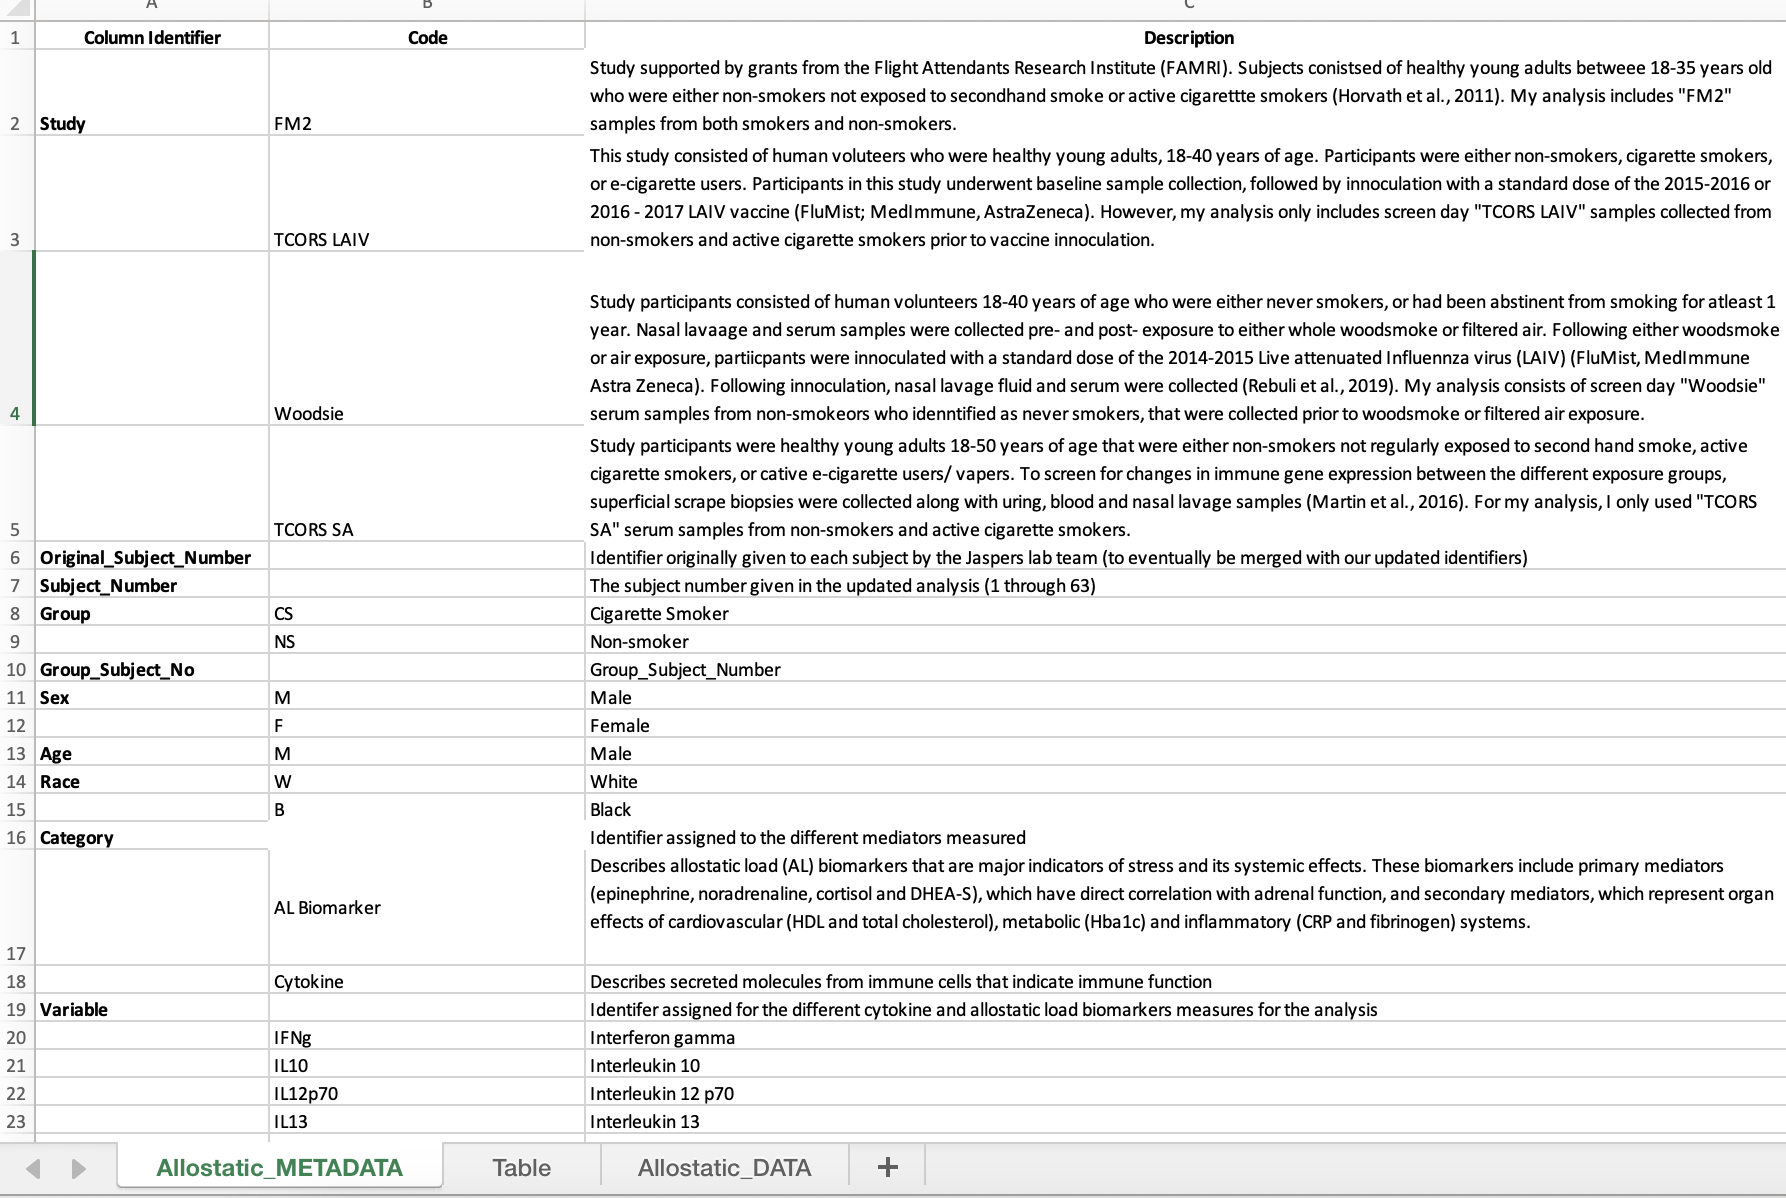 A B C
1 Column Identifier Code Description
Study supported by grants from the Flight Attendants Research Institute (FAMRI). Subjects conistsed of healthy young adults betweee 18-35 years old
who were either non-smokers not exposed to secondhand smoke or active cigarettte smokers (Horvath et al., 2011). My analysis includes "FM2"
2 Study FM2 samples from both smokers and non-smokers.
This study consisted of human voluteers who were healthy young adults, 18-40 years of age. Participants were either non-smokers, cigarette smokers,
or e-cigarette users. Participants in this study underwent baseline sample collection, followed by innoculation with a standard dose of the 2015-2016 or
2016 - 2017 LAIV vaccine (FluMist; MedImmune, AstraZeneca). However, my analysis only includes screen day "TCORS LAIV" samples collected from
3 TCORS LAIV non-smokers and active cigarette smokers prior to vaccine innoculation.
Study participants consisted of human volunteers 18-40 years of age who were either never smokers, or had been abstinent from smoking for atleast 1
year. Nasal lavaage and serum samples were collected pre- and post- exposure to either whole woodsmoke or filtered air. Following either woodsmoke
or air exposure, partiicpants were innoculated with a standard dose of the 2014-2015 Live attenuated Influennza virus (LAIV) (FluMist, MedImmune
Astra Zeneca). Following innoculation, nasal lavage fluid and serum were collected (Rebuli et al., 2019). My analysis consists of screen day "Woodsie"
4 Woodsie serum samples from non-smokeors who idenntified as never smokers, that were collected prior to woodsmoke or filtered air exposure.
Study participants were healthy young adults 18-50 years of age that were either non-smokers not regularly exposed to second hand smoke, active
cigarette smokers, or cative e-cigarette users/ vapers. To screen for changes in immune gene expression between the different exposure groups,
superficial scrape biopsies were collected along with uring, blood and nasal lavage samples (Martin et al., 2016). For my analysis, I only used "TCORS
5 TCORS SA SA" serum samples from non-smokers and active cigarette smokers.
6 Original_Subject_Number Identifier originally given to each subject by the Jaspers lab team (to eventually be merged with our updated identifiers)
7 Subject_Number The subject number given in the updated analysis (1 through 63)
8 Group CS Cigarette Smoker
9 NS Non-smoker
10 Group_Subject_No Group_Subject_Number
11 Sex M Male
12 F Female
13 Age M Male
14 Race W White
15 B Black
16 Category Identifier assigned to the different mediators measured
Describes allostatic load (AL) biomarkers that are major indicators of stress and its systemic effects. These biomarkers include primary mediators
(epinephrine, noradrenaline, cortisol and DHEA-S), which have direct correlation with adrenal function, and secondary mediators, which represent organ
AL Biomarker effects of cardiovascular (HDL and total cholesterol), metabolic (Hba1c) and inflammatory (CRP and fibrinogen) systems.
17
18 Cytokine Describes secreted molecules from immune cells that indicate immune function
19 Variable Identifer assigned for the different cytokine and allostatic load biomarkers measures for the analysis
20 IFNg Interferon gamma
21 IL10 Interleukin 10
22 IL12p70 Interleukin 12 p70
23 IL13 Interleukin 13
Allostatic_METADATA Table Allostatic_DATA +